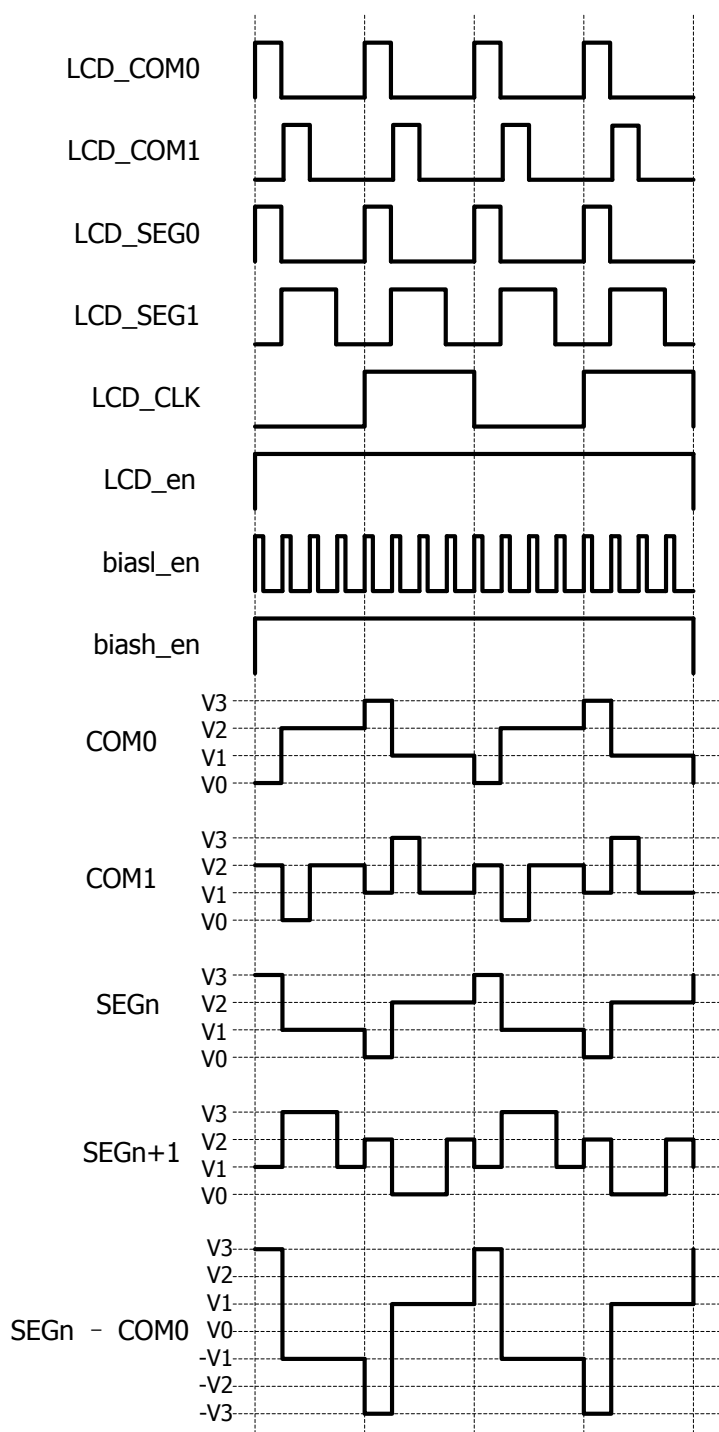 LCD_COM0
LCD_COM1
LCD_SEG0
LCD_SEG1
LCD_CLK
LCD_en
biasl_en
biash_en
COM0
V3
V2
V1
V0
COM1
V3
V2
V1
V0
SEGn
V3
V2
V1
V0
SEGn+1
V3
V2
V1
V0
SEGn - COM0
V3
V2
V1
V0
-V1
-V2
-V3